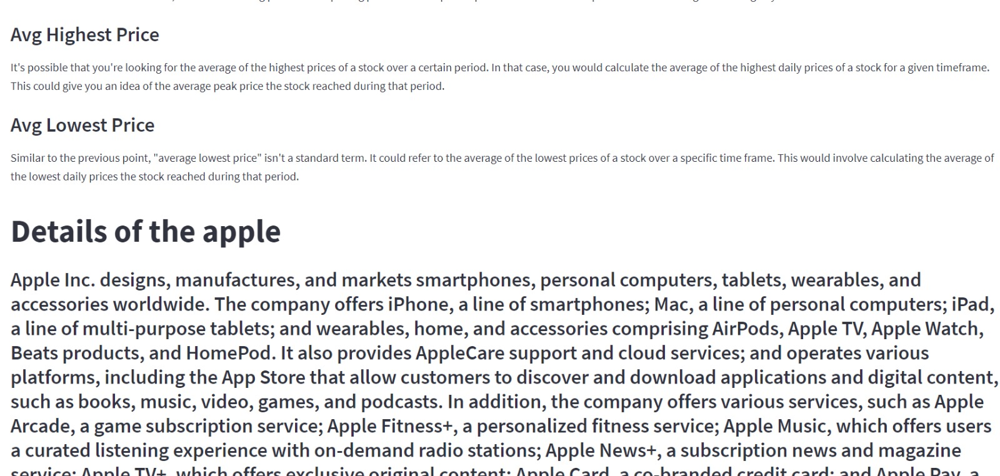 Avg Highest Price
It's possible that you're looking for the average of the highest prices of a stock over a certain period. In that case, you would calculate the average of the highest daily prices of a stock for a given timeframe.
This could give you an idea of the average peak price the stock reached during that period.
Avg Lowest Price
Similar to the previous point, "average lowest price" isn't a standard term. It could refer to the average of the lowest prices of a stock over a specific time frame. This would involve calculating the average of
the lowest daily prices the stock reached during that period.
Details of the apple
Apple Inc. designs, manufactures, and markets smartphones, personal computers, tablets, wearables, and
accessories worldwide. The company offers iPhone, a line of smartphones; Mac, a line of personal computers; iPad,
a line of multi-purpose tablets; and wearables, home, and accessories comprising AirPods, Apple TV, Apple Watch,
Beats products, and HomePod. It also provides AppleCare support and cloud services; and operates various
platforms, including the App Store that allow customers to discover and download applications and digital content,
such as books, music, video, games, and podcasts. In addition, the company offers various services, such as Apple
Arcade, a game subscription service; Apple Fitness+, a personalized fitness service; Apple Music, which offers users
a curated listening experience with on-demand radio stations; Apple News+, a subscription news and magazine
service; Apple TV+, which offers exclusive original content; Apple Card, a co-branded credit card; and Apple Pay, a